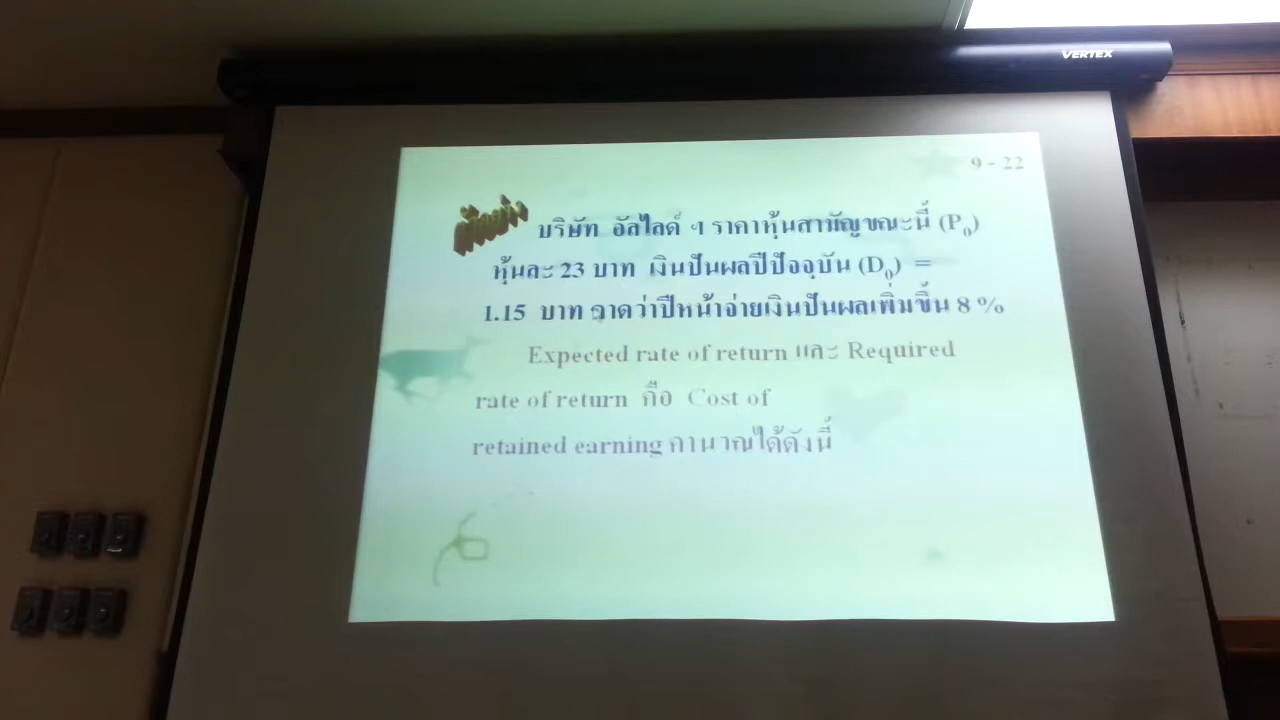 VERTEX
9 - 22
ตัวอย่าง
บริษัท อัลไลด์ ฯ ราคาหุ้นสามัญขณะนี้ (P0)
หุ้นละ 23 บาท เงินปันผลปีปัจจุบัน (D0) =
1.15 บาท คาดว่าปีหน้าจ่ายเงินปันผลเพิ่มขึ้น 8 %
Expected rate of return และ Required
rate of return คือ Cost of
retained earning คำนวณได้ดังนี้